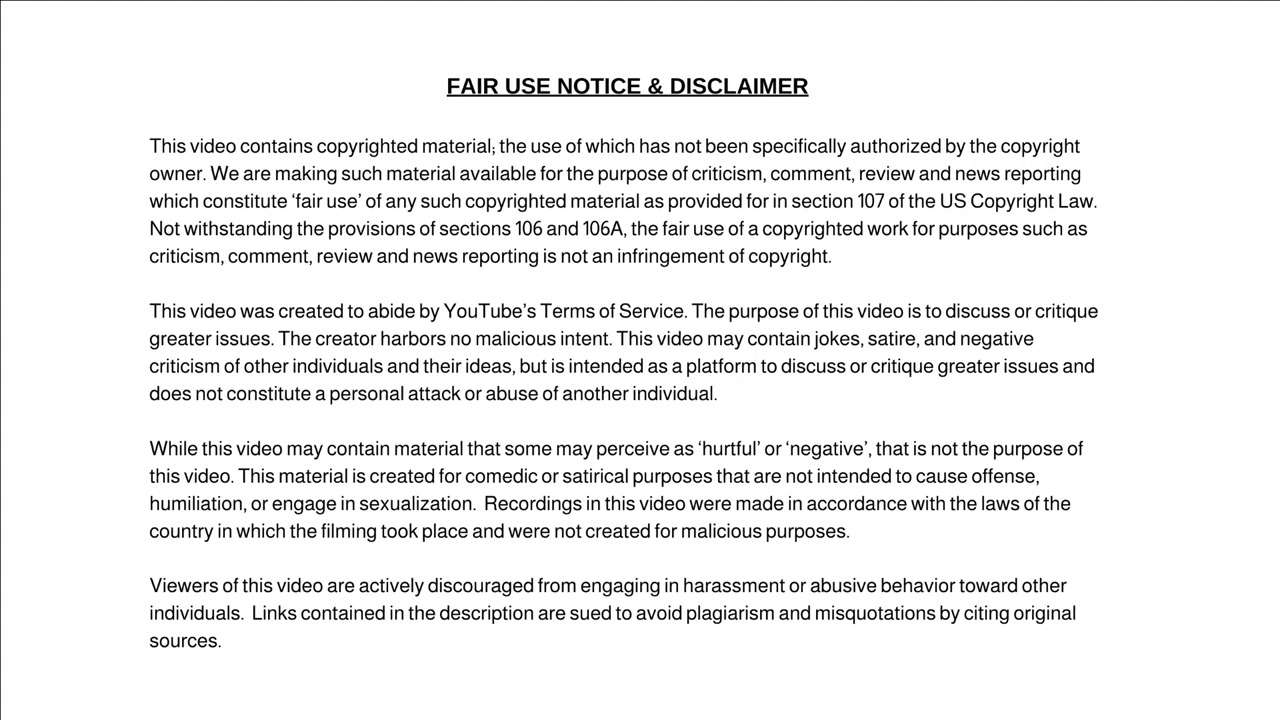 FAIR USE NOTICE & DISCLAIMER
This video contains copyrighted material; the use of which has not been specifically authorized by the copyright
owner. We are making such material available for the purpose of criticism, comment, review and news reporting
which constitute ‘fair use’ of any such copyrighted material as provided for in section 107 of the US Copyright Law.
Not withstanding the provisions of sections 106 and 106A, the fair use of a copyrighted work for purposes such as
criticism, comment, review and news reporting is not an infringement of copyright.
This video was created to abide by YouTube’s Terms of Service. The purpose of this video is to discuss or critique
greater issues. The creator harbors no malicious intent. This video may contain jokes, satire, and negative
criticism of other individuals and their ideas, but is intended as a platform to discuss or critique greater issues and
does not constitute a personal attack or abuse of another individual.
While this video may contain material that some may perceive as ‘hurtful’ or ‘negative’, that is not the purpose of
this video. This material is created for comedic or satirical purposes that are not intended to cause offense,
humiliation, or engage in sexualization.  Recordings in this video were made in accordance with the laws of the
country in which the filming took place and were not created for malicious purposes.
Viewers of this video are actively discouraged from engaging in harassment or abusive behavior toward other
individuals.  Links contained in the description are sued to avoid plagiarism and misquotations by citing original
sources.